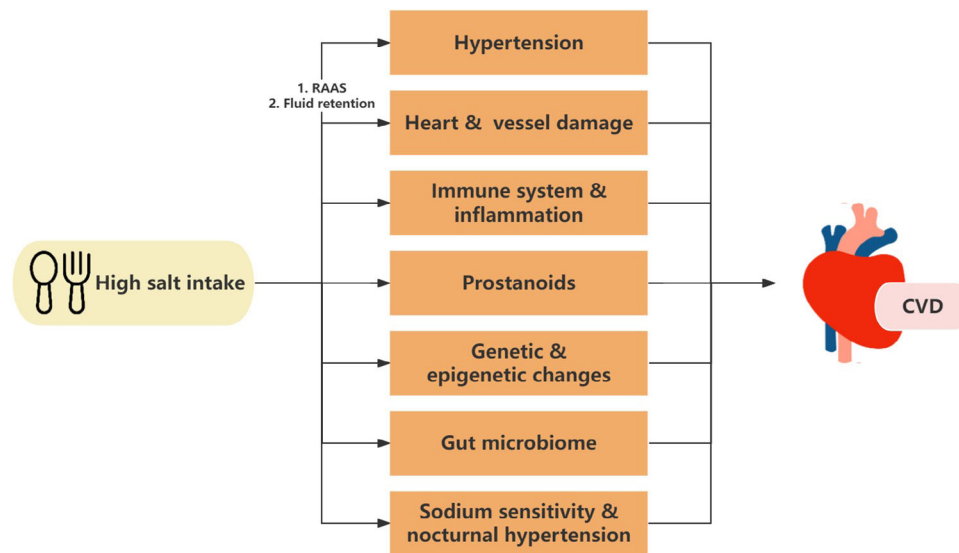 Hypertension
1. RAAS
2. Fluid retention
Heart & vessel damage
Immune system &
inflammation
High salt intake
Prostanoids
CVD
Genetic &
epigenetic changes
Gut microbiome
Sodium sensitivity &
nocturnal hypertension